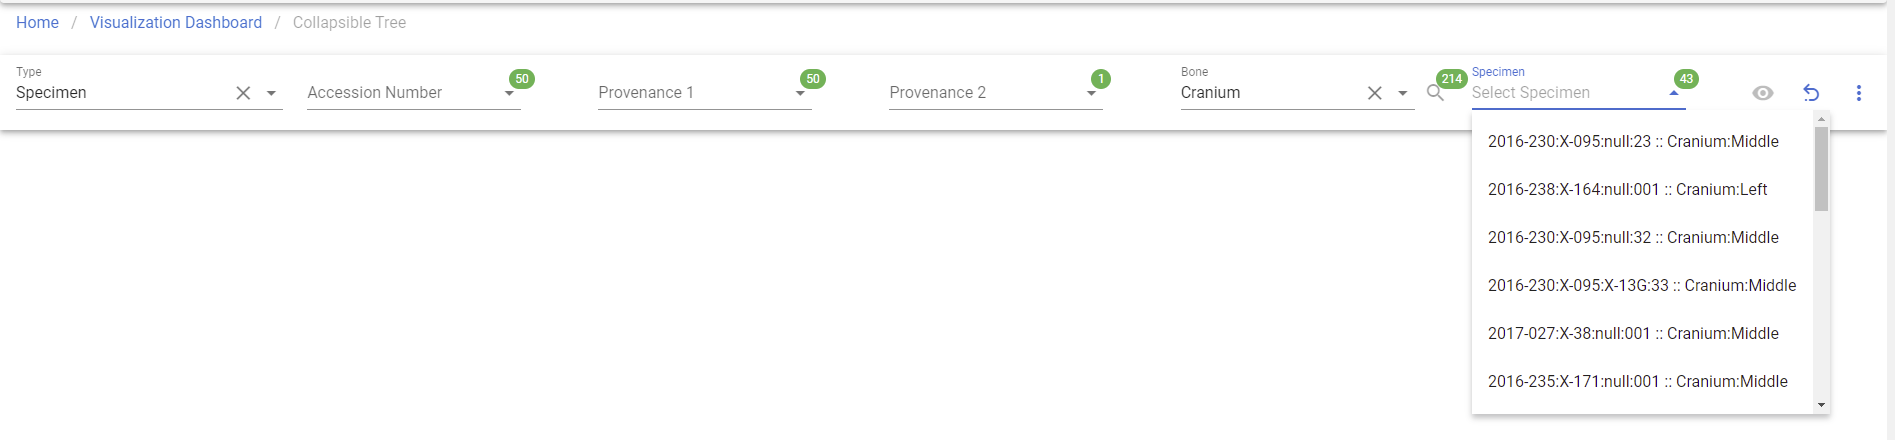 Home / Visualization Dashboard / Collapsible Tree
Type
Specimen
Accession Number 50
Provenance 1 50
Provenance 2 1
Bone
Cranium
214
Specimen
Select Specimen 43
2016-230:X-095:null:23 :: Cranium:Middle
2016-238:X-164:null:001 :: Cranium:Left
2016-230:X-095:null:32 :: Cranium:Middle
2016-230:X-095:X-13G:33 :: Cranium:Middle
2017-027:X-38:null:001 :: Cranium:Middle
2016-235:X-171:null:001 :: Cranium:Middle